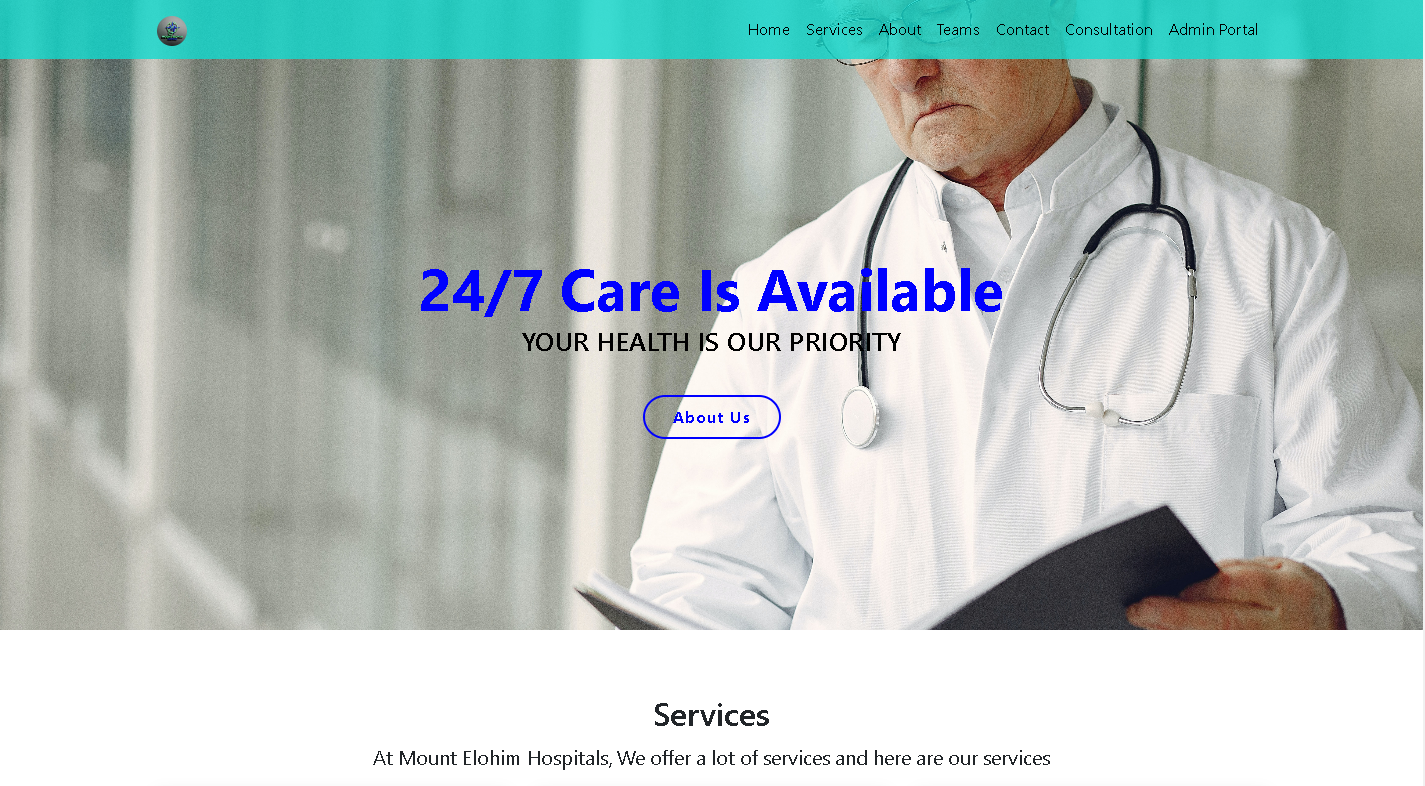 Home Services About Teams Contact Consultation Admin Portal
24/7 Care Is Available
YOUR HEALTH IS OUR PRIORITY
About Us
Services
At Mount Elohim Hospitals, We offer a lot of services and here are our services